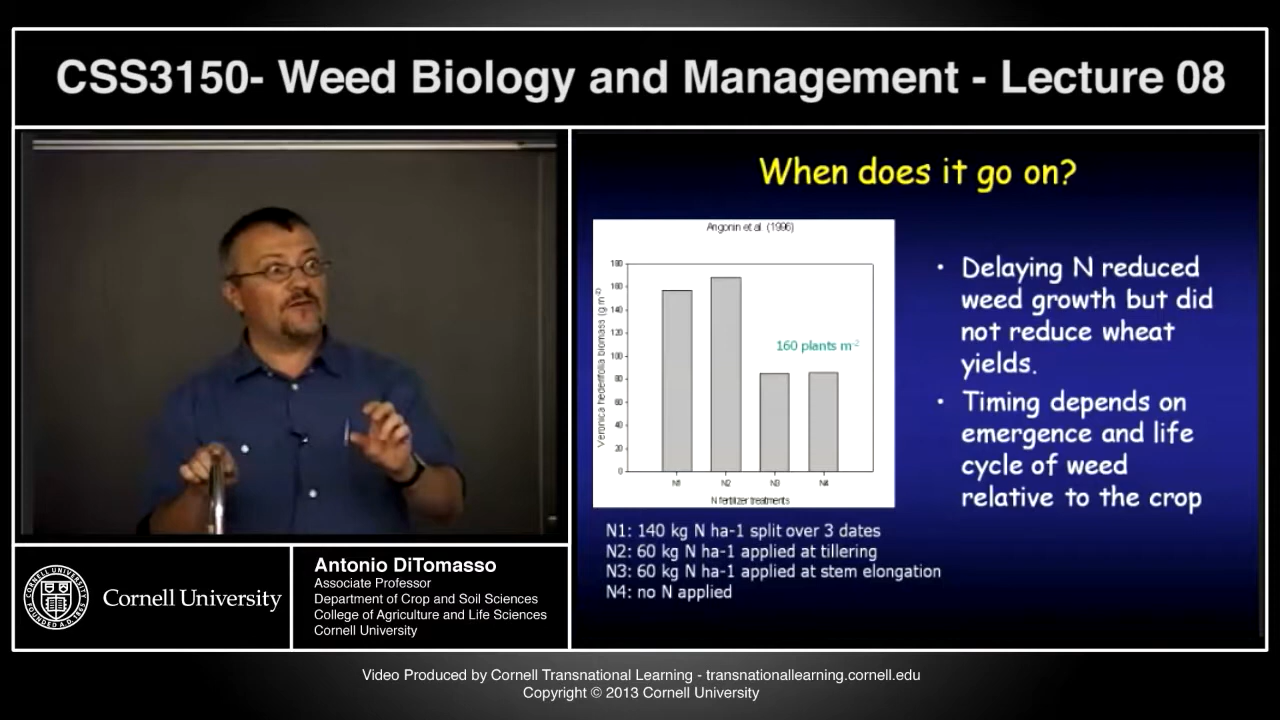 CSS3150- Weed Biology and Management - Lecture 08
When does it go on?
Angonin et al. (1996)
180
160
140
120
100
80
60
40
20
0
Veronica hederifolia biomass (g m-2)
160 plants m-2
N1 N2 N3 N4
N fertilizer treatments
• Delaying N reduced
weed growth but did
not reduce wheat
yields.
• Timing depends on
emergence and life
cycle of weed
relative to the crop
N1: 140 kg N ha-1 split over 3 dates
N2: 60 kg N ha-1 applied at tillering
N3: 60 kg N ha-1 applied at stem elongation
N4: no N applied
CORNELL UNIVERSITY
FOUNDED A.D. 1865
Cornell University
Antonio DiTomasso
Associate Professor
Department of Crop and Soil Sciences
College of Agriculture and Life Sciences
Cornell University
Video Produced by Cornell Transnational Learning - transnationallearning.cornell.edu
Copyright © 2013 Cornell University